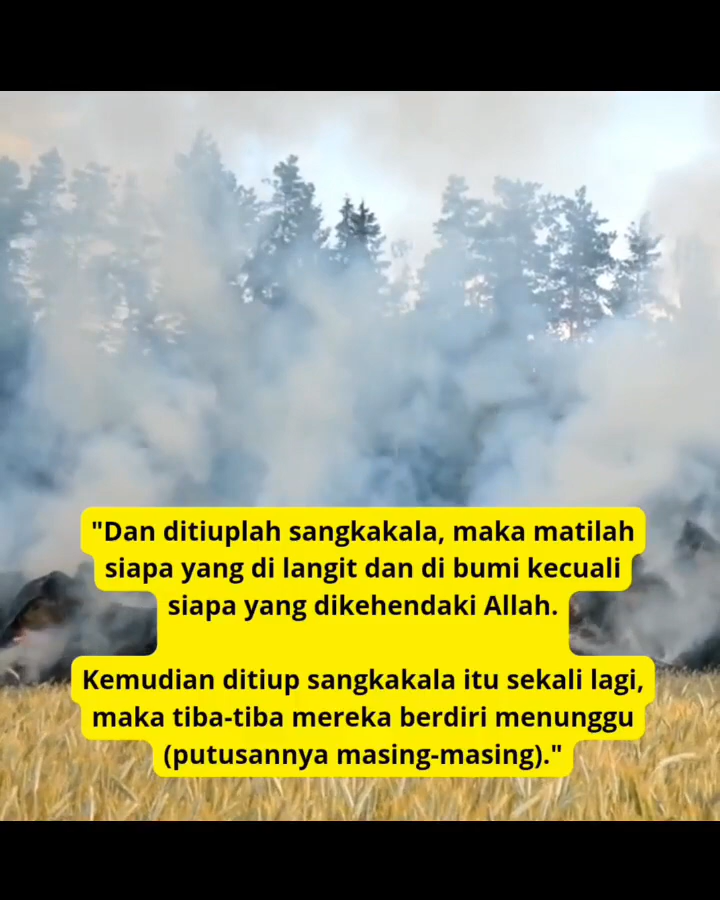 "Dan ditiuplah sangkakala, maka matilah
siapa yang di langit dan di bumi kecuali
siapa yang dikehendaki Allah.
Kemudian ditiup sangkakala itu sekali lagi,
maka tiba-tiba mereka berdiri menunggu
(putusannya masing-masing)."